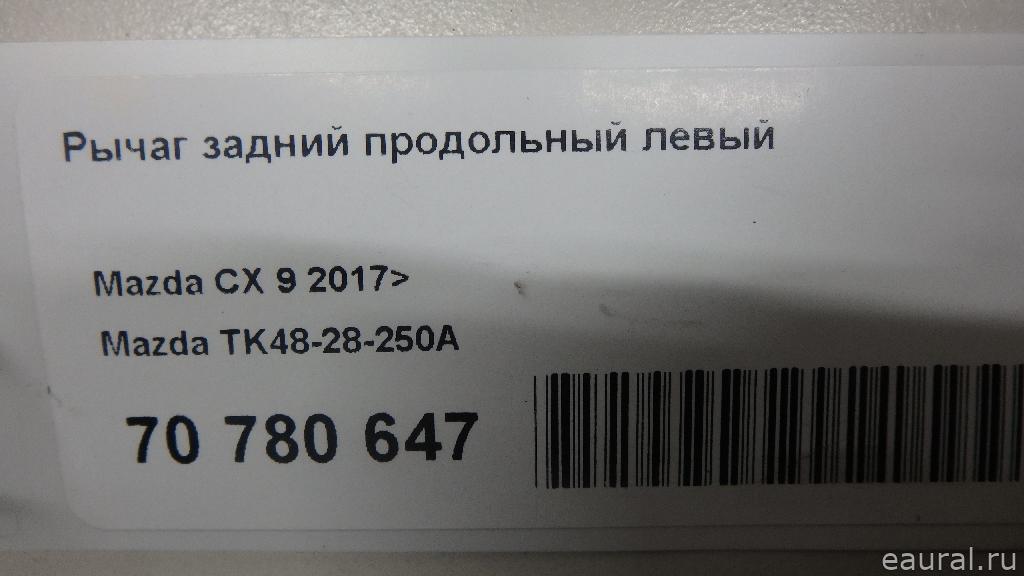 Рычаг задний продольный левый
Mazda CX 9 2017>
Mazda TK48-28-250A
70 780 647
eaural.ru